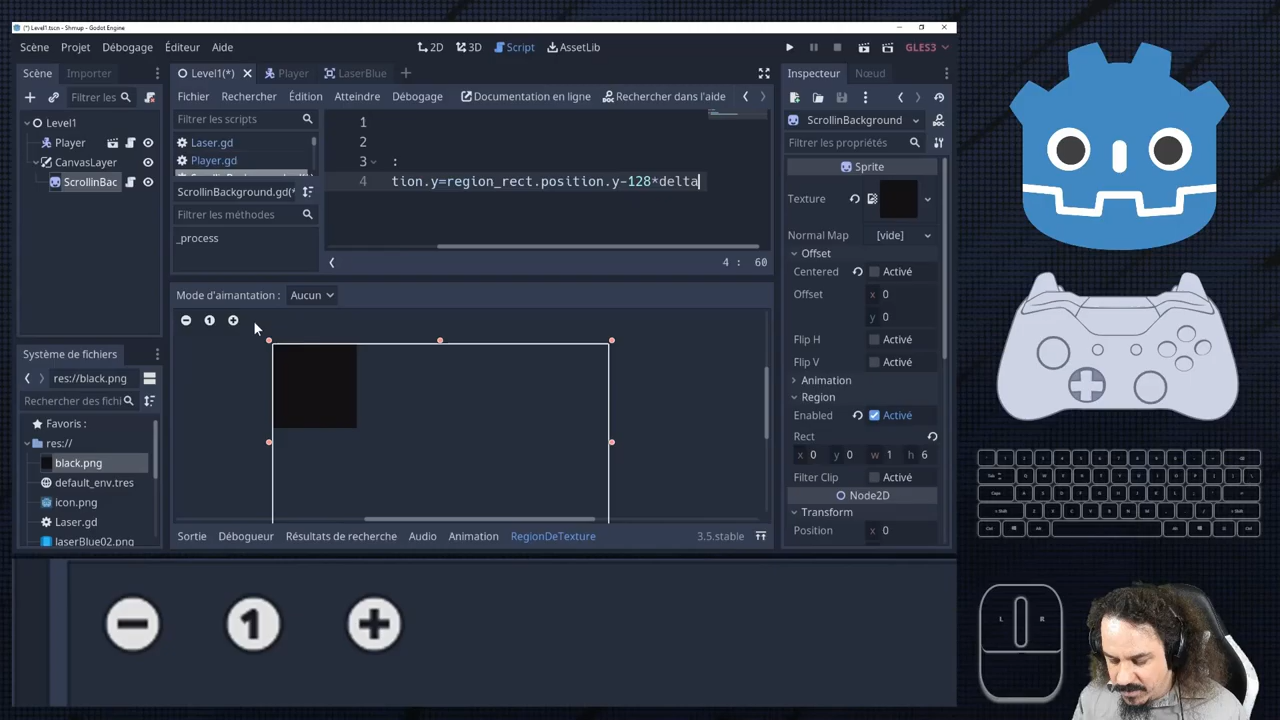 (*) Level1.tscn - Shmup - Godot Engine
Scène Projet Débogage Éditeur Aide
2D 3D Script AssetLib
GLES3
Scène Importer
Level1(*) Player LaserBlue
Inspecteur Nœud
Filtrer les
Fichier Rechercher Édition Atteindre Débogage Documentation en ligne Rechercher dans l'aide
Level1
Player
CanvasLayer
ScrollinBac
Filtrer les scripts
Laser.gd
Player.gd
ScrollinBackground.gd(*
Filtrer les méthodes
_process
1
2
3 :
4 tion.y=region_rect.position.y-128*delta
4 : 60
ScrollinBackground
Filtrer les propriétés
Sprite
Texture
Normal Map [vide]
Offset
Centered Activé
Offset x 0
y 0
Flip H Activé
Flip V Activé
Animation
Region
Enabled Activé
Rect
x 0 y 0 w 1 h 6
Filter Clip Activé
Node2D
Transform
Position x 0
Mode d'aimantation : Aucun
1
Système de fichiers
res://black.png
Rechercher des fichi
Favoris :
res://
black.png
default_env.tres
icon.png
Laser.gd
laserBlue02.png
Sortie Débogueur Résultats de recherche Audio Animation RegionDeTexture 3.5.stable
1
L R